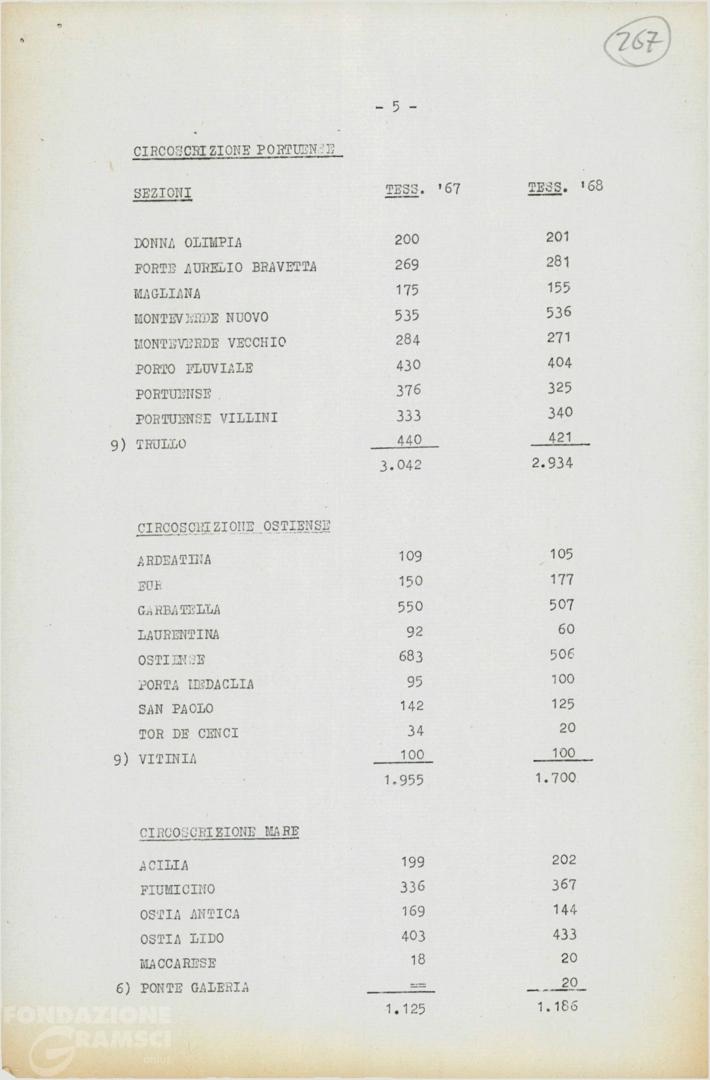 267
- 5 -
CIRCOSCRIZIONE PORTUENSE
SEZIONI TESS. '67 TESS. '68
DONNA OLIMPIA 200 201
FORTE AURELIO BRAVETTA 269 281
MAGLIANA 175 155
MONTEVERDE NUOVO 535 536
MONTEVERDE VECCHIO 284 271
PORTO FLUVIALE 430 404
PORTUENSE 376 325
PORTUENSE VILLINI 333 340
9) TRULLO 440 421
3.042 2.934
CIRCOSCRIZIONE OSTIENSE
ARDEATINA 109 105
EUR 150 177
GARBATELLA 550 507
LAURENTINA 92 60
OSTIENSE 683 506
PORTA MEDAGLIA 95 100
SAN PAOLO 142 125
TOR DE CENCI 34 20
9) VITINIA 100 100
1.955 1.700
CIRCOSCRIZIONE MARE
ACILIA 199 202
FIUMICINO 336 367
OSTIA ANTICA 169 144
OSTIA LIDO 403 433
MACCARESE 18 20
6) PONTE GALERIA == 20
1.125 1.186
FONDAZIONE
GRAMSCI
onlus